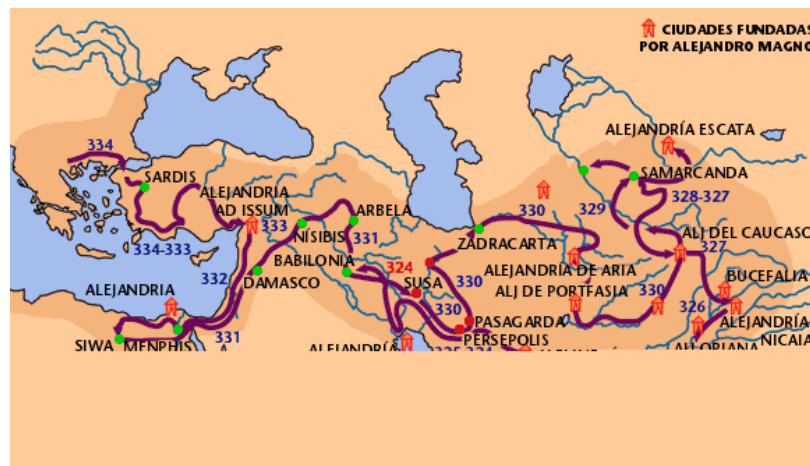 CIUDADES FUNDADAS
POR ALEJANDRO MAGNO
334
SARDIS
334-333
ALEJANDRIA
AD ISSUM
333
NÍSIBIS
ARBELA
331
BABILONIA
332
DAMASCO
ALEJANDRIA
SIWA
MENPHIS
331
324
SUSA
330
330
PASAGARDA
PERSEPOLIS
ZADRACARTA
330
ALEJANDRÍA DE ARIA
ALJ DE PORTFASIA
330
329
ALEJANDRÍA ESCATA
SAMARCANDA
328-327
ALJ DEL CAUCASO
327
BUCEFALIA
326
ALEJANDRÍA
NICAIA
ALEJANDRÍA